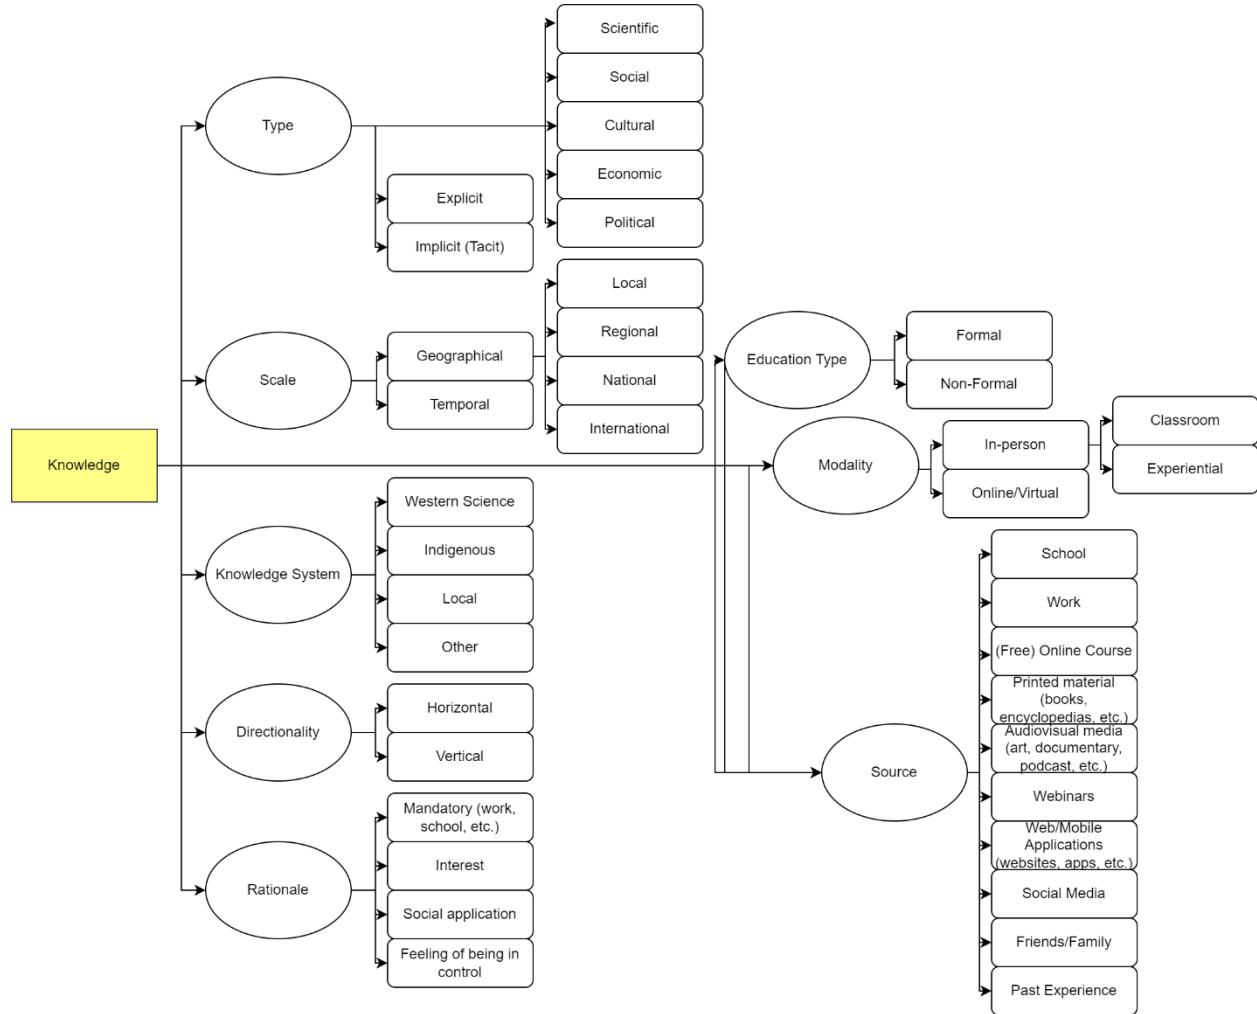 Knowledge
Type
Explicit
Implicit (Tacit)
Scientific
Social
Cultural
Economic
Political
Scale
Geographical
Temporal
Local
Regional
National
International
Knowledge System
Western Science
Indigenous
Local
Other
Directionality
Horizontal
Vertical
Rationale
Mandatory (work,
school, etc.)
Interest
Social application
Feeling of being in
control
Education Type
Formal
Non-Formal
Modality
In-person
Online/Virtual
Classroom
Experiential
Source
School
Work
(Free) Online Course
Printed material
(books,
encyclopedias, etc.)
Audiovisual media
(art, documentary,
podcast, etc.)
Webinars
Web/Mobile
Applications
(websites, apps, etc.)
Social Media
Friends/Family
Past Experience